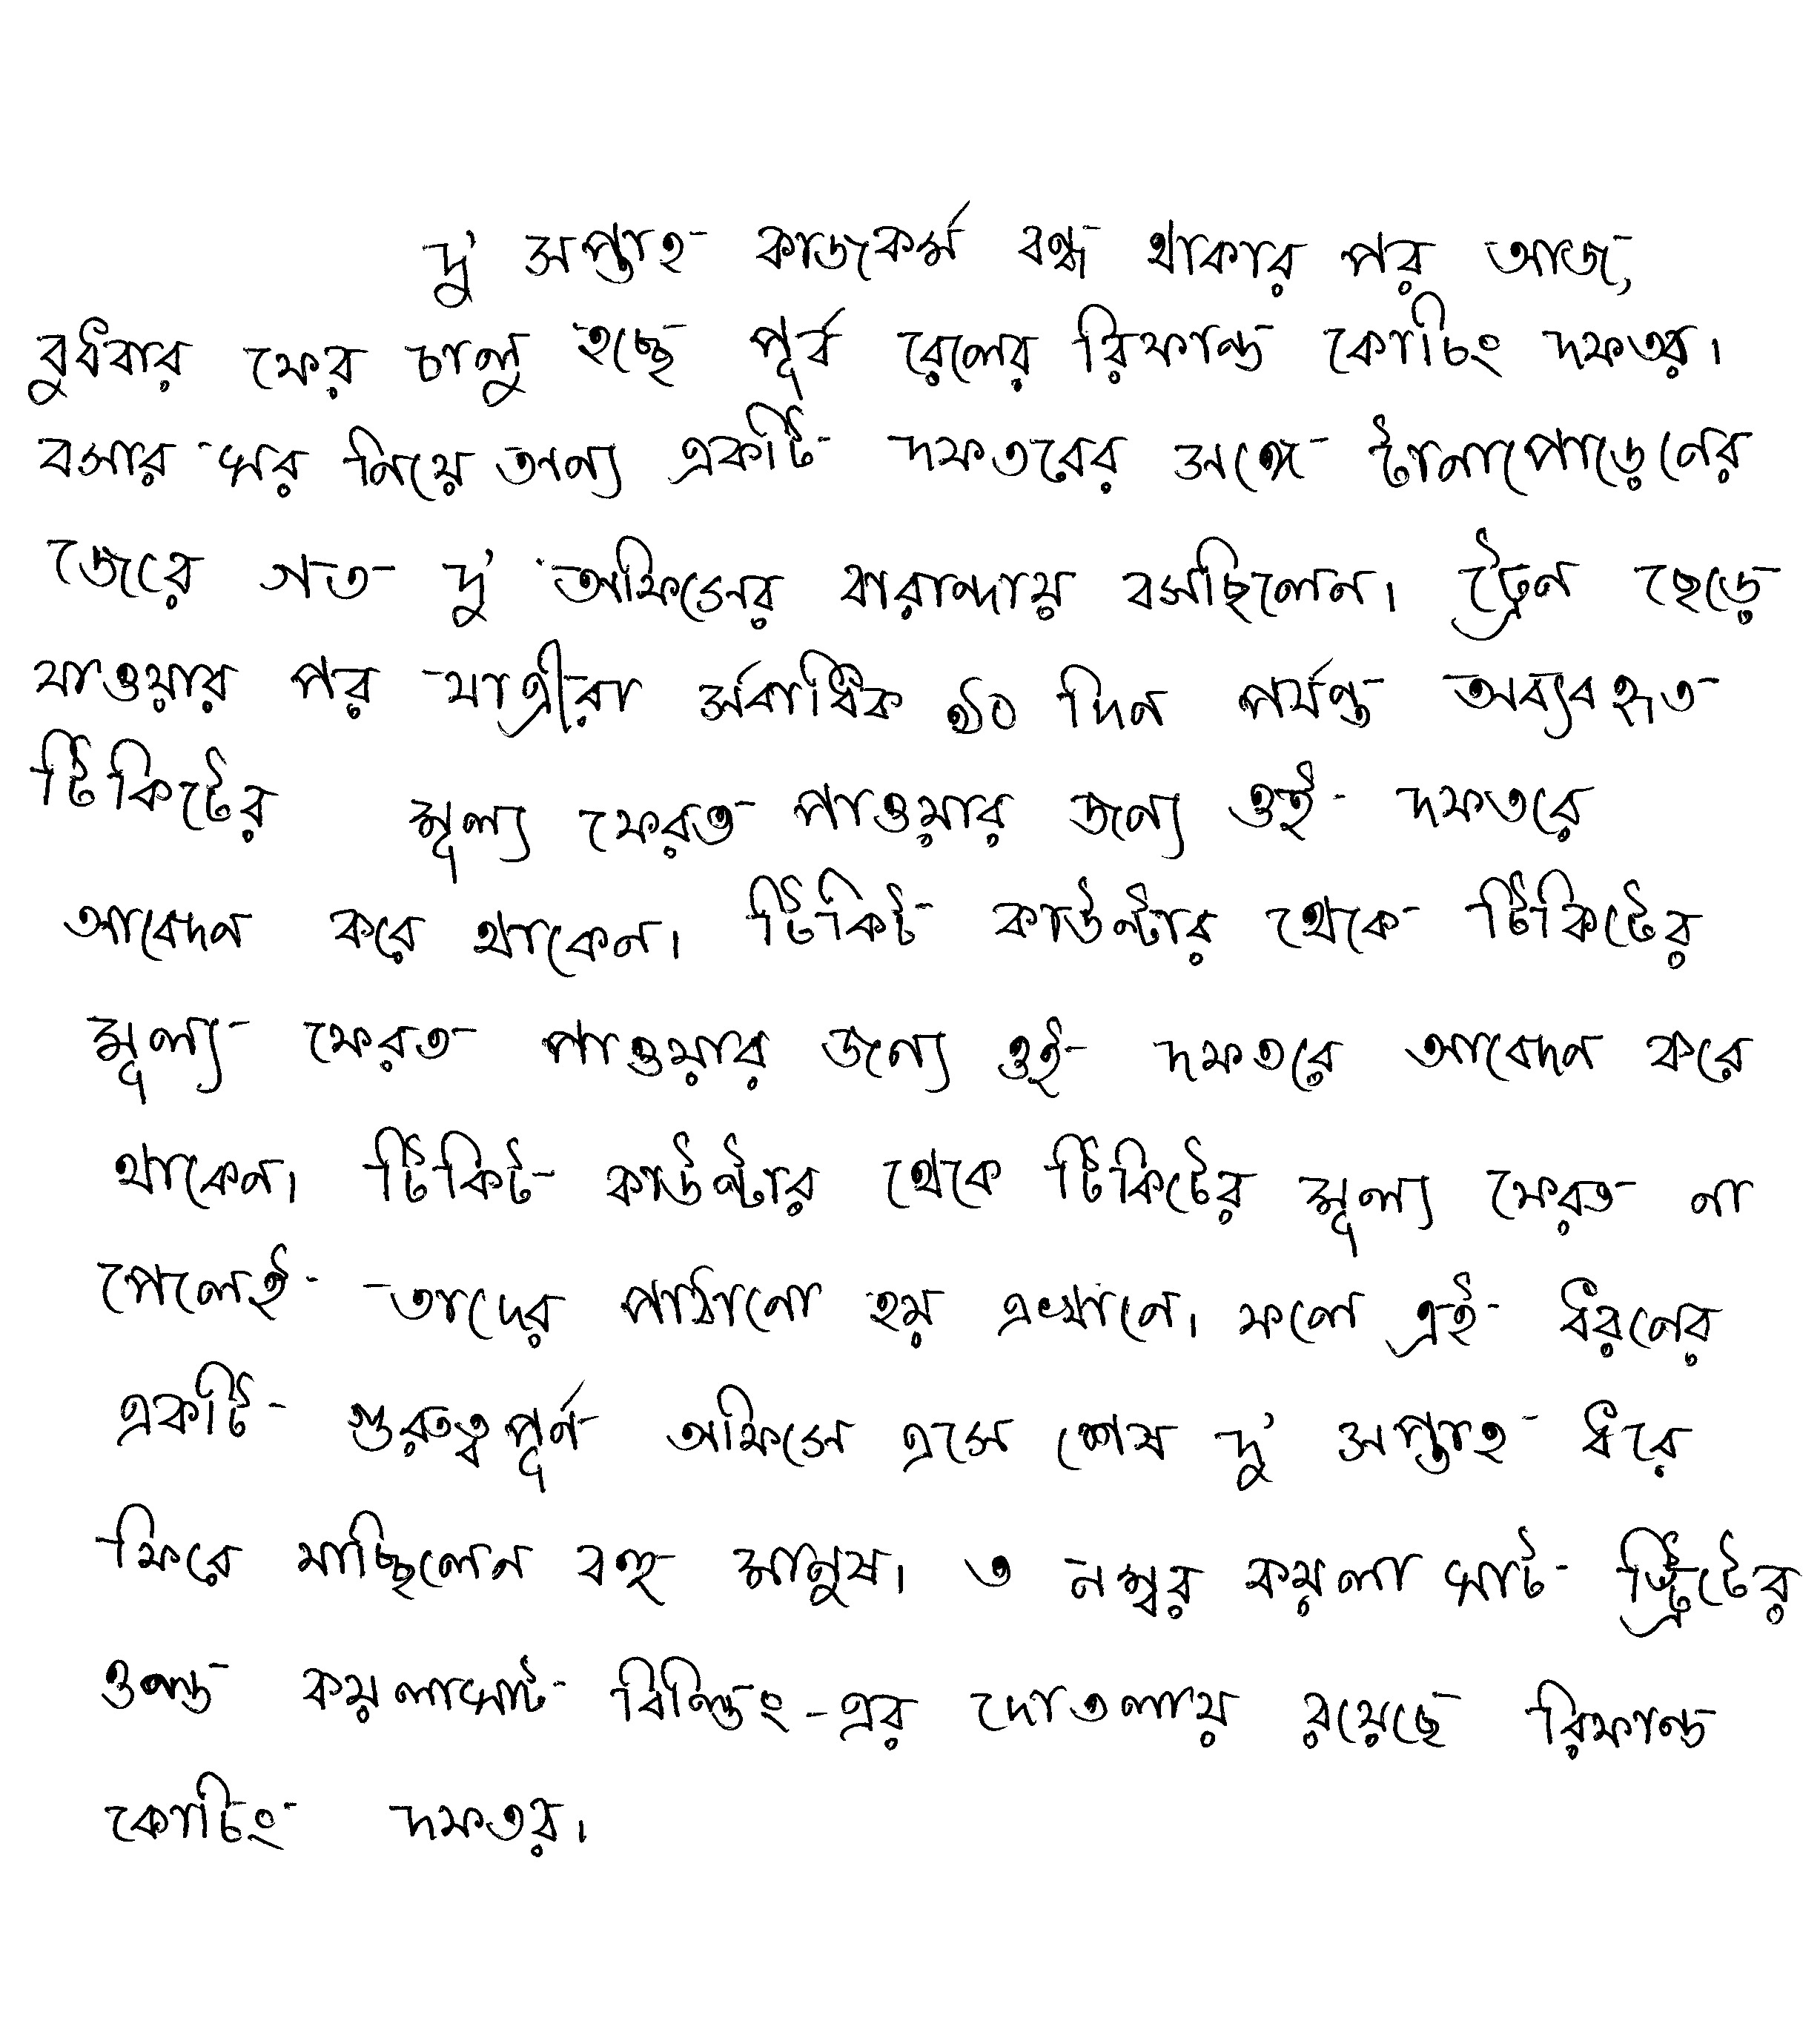 দু' সপ্তাহ কাজকর্ম বন্ধ থাকার পর আজ,
বুধবার ফের চালু হচ্ছে পূর্ব রেলের রিফান্ড কোচিং দফতর।
বসার ঘর নিয়ে অন্য একটি দফতরের সঙ্গে টানাপোড়েনের
জেরে গত দু' অফিসের বারান্দায় বসছিলেন। ট্রেন ছেড়ে
যাওয়ার পর যাত্রীরা সর্বাধিক ৯০ দিন পর্যন্ত অব্যবহৃত
টিকিটের মূল্য ফেরত পাওয়ার জন্য ওই দফতরে
আবেদন করে থাকেন। টিকিট কাউন্টার থেকে টিকিটের
মূল্য ফেরত পাওয়ার জন্য ওই দফতরে আবেদন করে
থাকেন। টিকিট কাউন্টার থেকে টিকিটের মূল্য ফেরত না
পেলেই তাদের পাঠানো হয় এখানে। ফলে এই ধরনের
একটি গুরুত্বপূর্ন অফিসে এসে শেষ দু' সপ্তাহ ধরে
ফিরে যাচ্ছিলেন বহু মানুষ। ৩ নম্বর কয়লা ঘাট স্ট্রিটের
ওল্ড কয়লাঘাট বিল্ডিং-এর দোতলায় রয়েছে রিফান্ড
কোচিং দফতর।